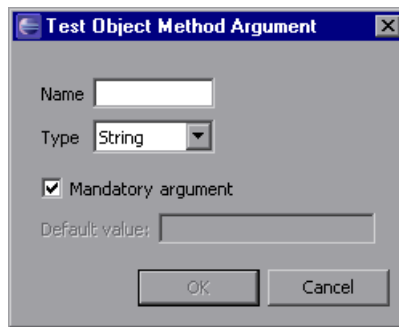 Test Object Method Argument
Name
Type String
Mandatory argument
Default value:
OK Cancel